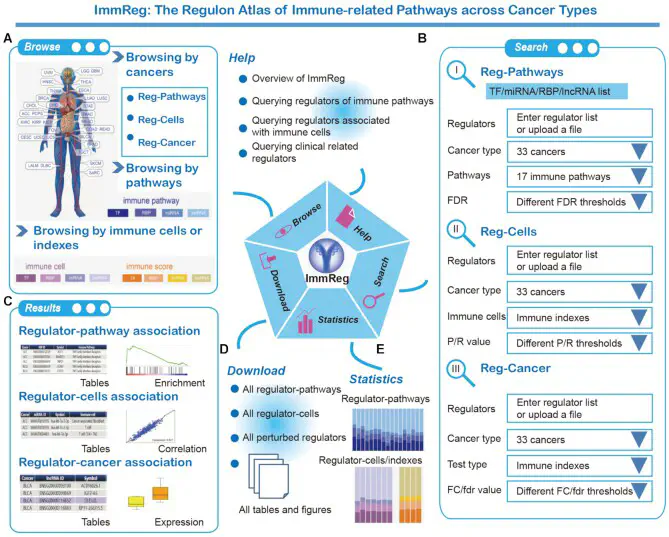 ImmReg: The Regulon Atlas of Immune-related Pathways across Cancer Types
A
Browse
Browsing by
cancers
Reg-Pathways
Reg-Cells
Reg-Cancer
Browsing by
pathways
immune pathway
TF
RBP
Browsing by immune cells or
indexes
immune cell
immune score
Help
Overview of ImmReg
Querying regulators of immune pathways
Querying regulators associated
with immune cells
Querying clinical related
regulators
Browse
Help
Search
Statistics
Download
ImmReg
B
Search
I
Reg-Pathways
TF/miRNA/RBP/lncRNA list
Regulators
Enter regulator list
or upload a file
Cancer type
33 cancers
Pathways
17 immune pathways
FDR
Different FDR thresholds
II
Reg-Cells
Regulators
Enter regulator list
or upload a file
Cancer type
33 cancers
Immune cells
Immune indexes
P/R value
Different P/R thresholds
III
Reg-Cancer
Regulators
Enter regulator list
or upload a file
Cancer type
33 cancers
Test type
Immune indexes
FC/fdr value
Different FC/fdr thresholds
C
Results
Regulator-pathway association
Tables
Enrichment
Regulator-cells association
Tables
Correlation
Regulator-cancer association
Cancer
lncRNA ID
Symbol
BLCA
BLCA
BLCA
BLCA
Tables
Expression
D
Download
All regulator-pathways
All regulator-cells
All perturbed regulators
All tables and figures
E
Statistics
Regulator-pathways
Regulator-cells/indexes